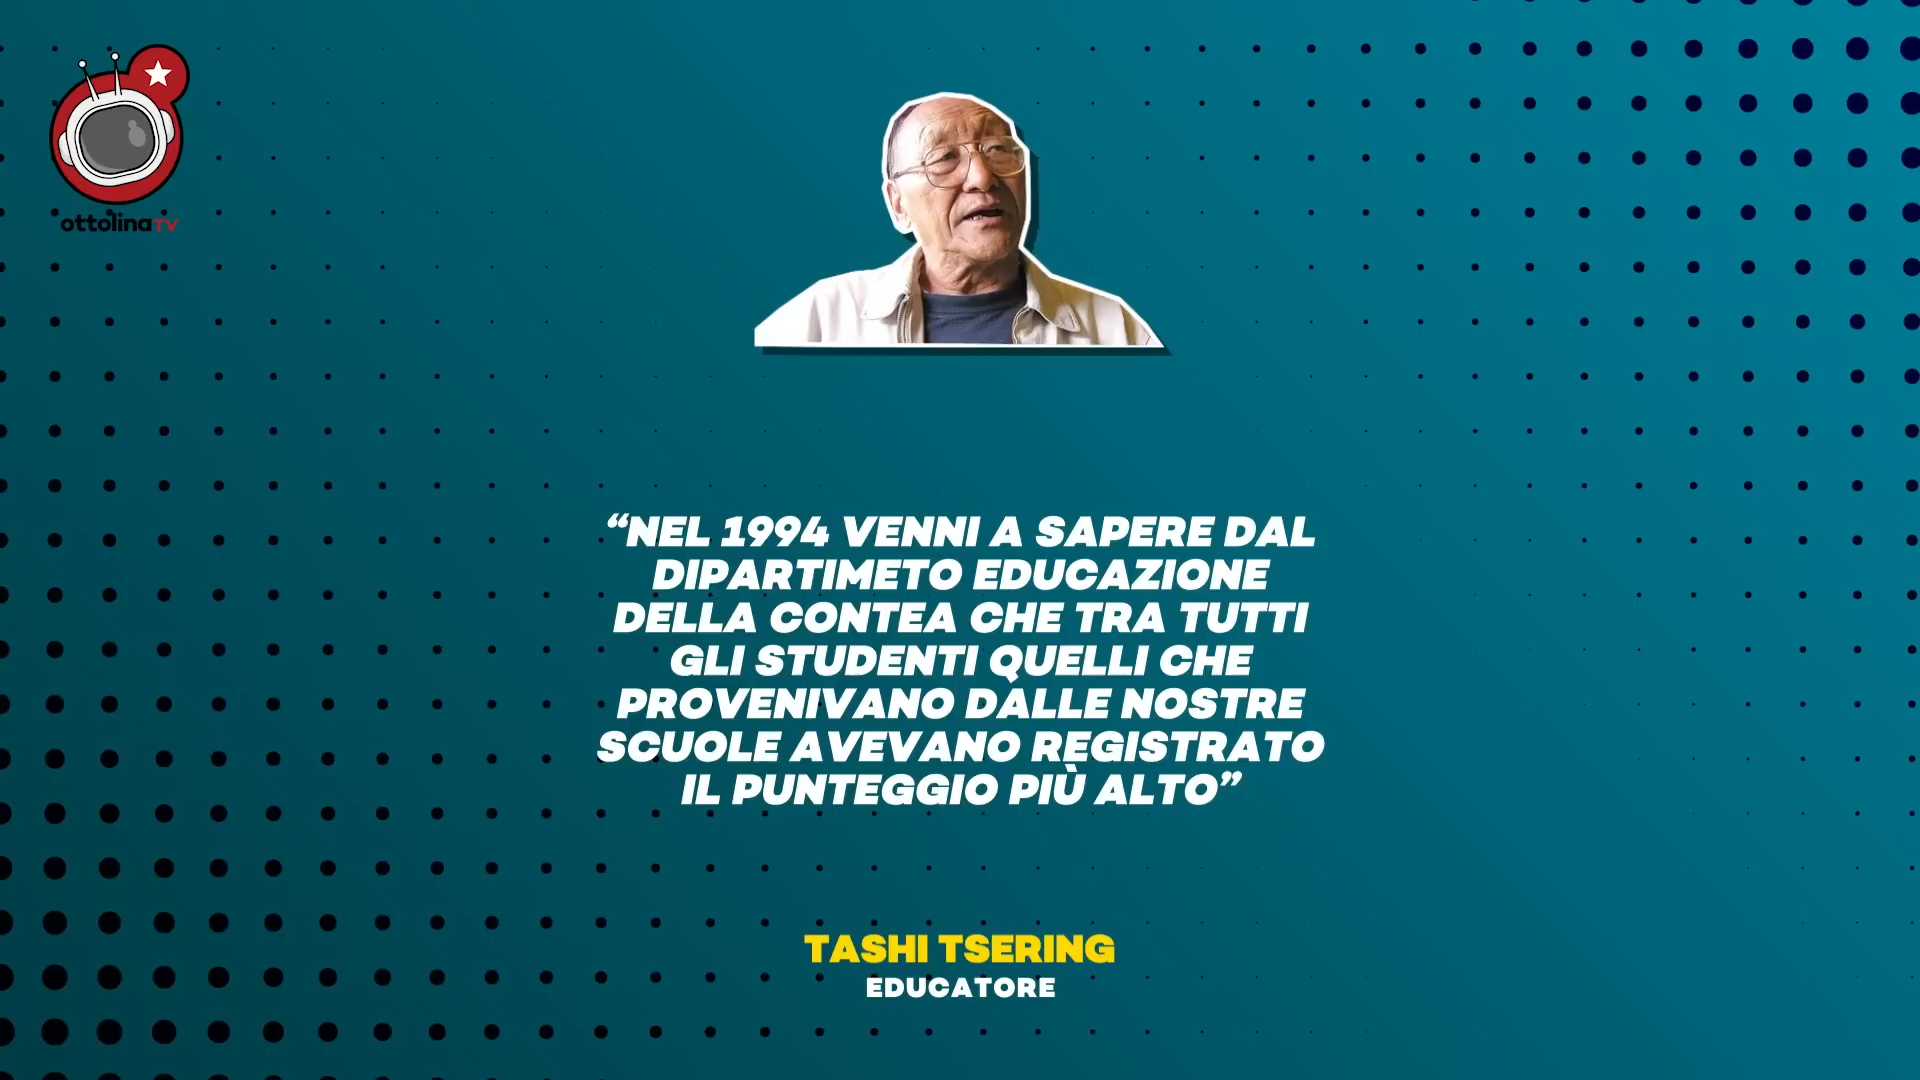 ottolinaTV
“NEL 1994 VENNI A SAPERE DAL
DIPARTIMETO EDUCAZIONE
DELLA CONTEA CHE TRA TUTTI
GLI STUDENTI QUELLI CHE
PROVENIVANO DALLE NOSTRE
SCUOLE AVEVANO REGISTRATO
IL PUNTEGGIO PIÙ ALTO”
TASHI TSERING
EDUCATORE